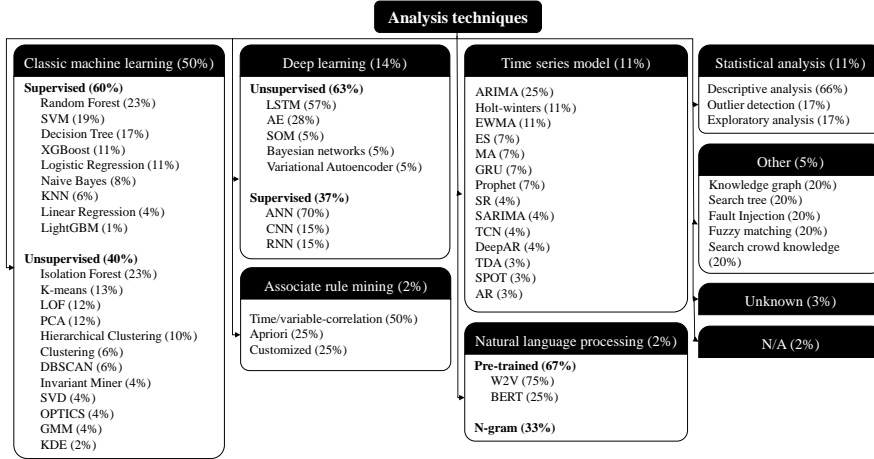 Analysis techniques
Classic machine learning (50%)
Supervised (60%)
Random Forest (23%)
SVM (19%)
Decision Tree (17%)
XGBoost (11%)
Logistic Regression (11%)
Naive Bayes (8%)
KNN (6%)
Linear Regression (4%)
LightGBM (1%)
Unsupervised (40%)
Isolation Forest (23%)
K-means (13%)
LOF (12%)
PCA (12%)
Hierarchical Clustering (10%)
Clustering (6%)
DBSCAN (6%)
Invariant Miner (4%)
SVD (4%)
OPTICS (4%)
GMM (4%)
KDE (2%)
Deep learning (14%)
Unsupervised (63%)
LSTM (57%)
AE (28%)
SOM (5%)
Bayesian networks (5%)
Variational Autoencoder (5%)
Supervised (37%)
ANN (70%)
CNN (15%)
RNN (15%)
Associate rule mining (2%)
Time/variable-correlation (50%)
Apriori (25%)
Customized (25%)
Time series model (11%)
ARIMA (25%)
Holt-winters (11%)
EWMA (11%)
ES (7%)
MA (7%)
GRU (7%)
Prophet (7%)
SR (4%)
SARIMA (4%)
TCN (4%)
DeepAR (4%)
TDA (3%)
SPOT (3%)
AR (3%)
Natural language processing (2%)
Pre-trained (67%)
W2V (75%)
BERT (25%)
N-gram (33%)
Statistical analysis (11%)
Descriptive analysis (66%)
Outlier detection (17%)
Exploratory analysis (17%)
Other (5%)
Knowledge graph (20%)
Search tree (20%)
Fault Injection (20%)
Fuzzy matching (20%)
Search crowd knowledge
(20%)
Unknown (3%)
N/A (2%)